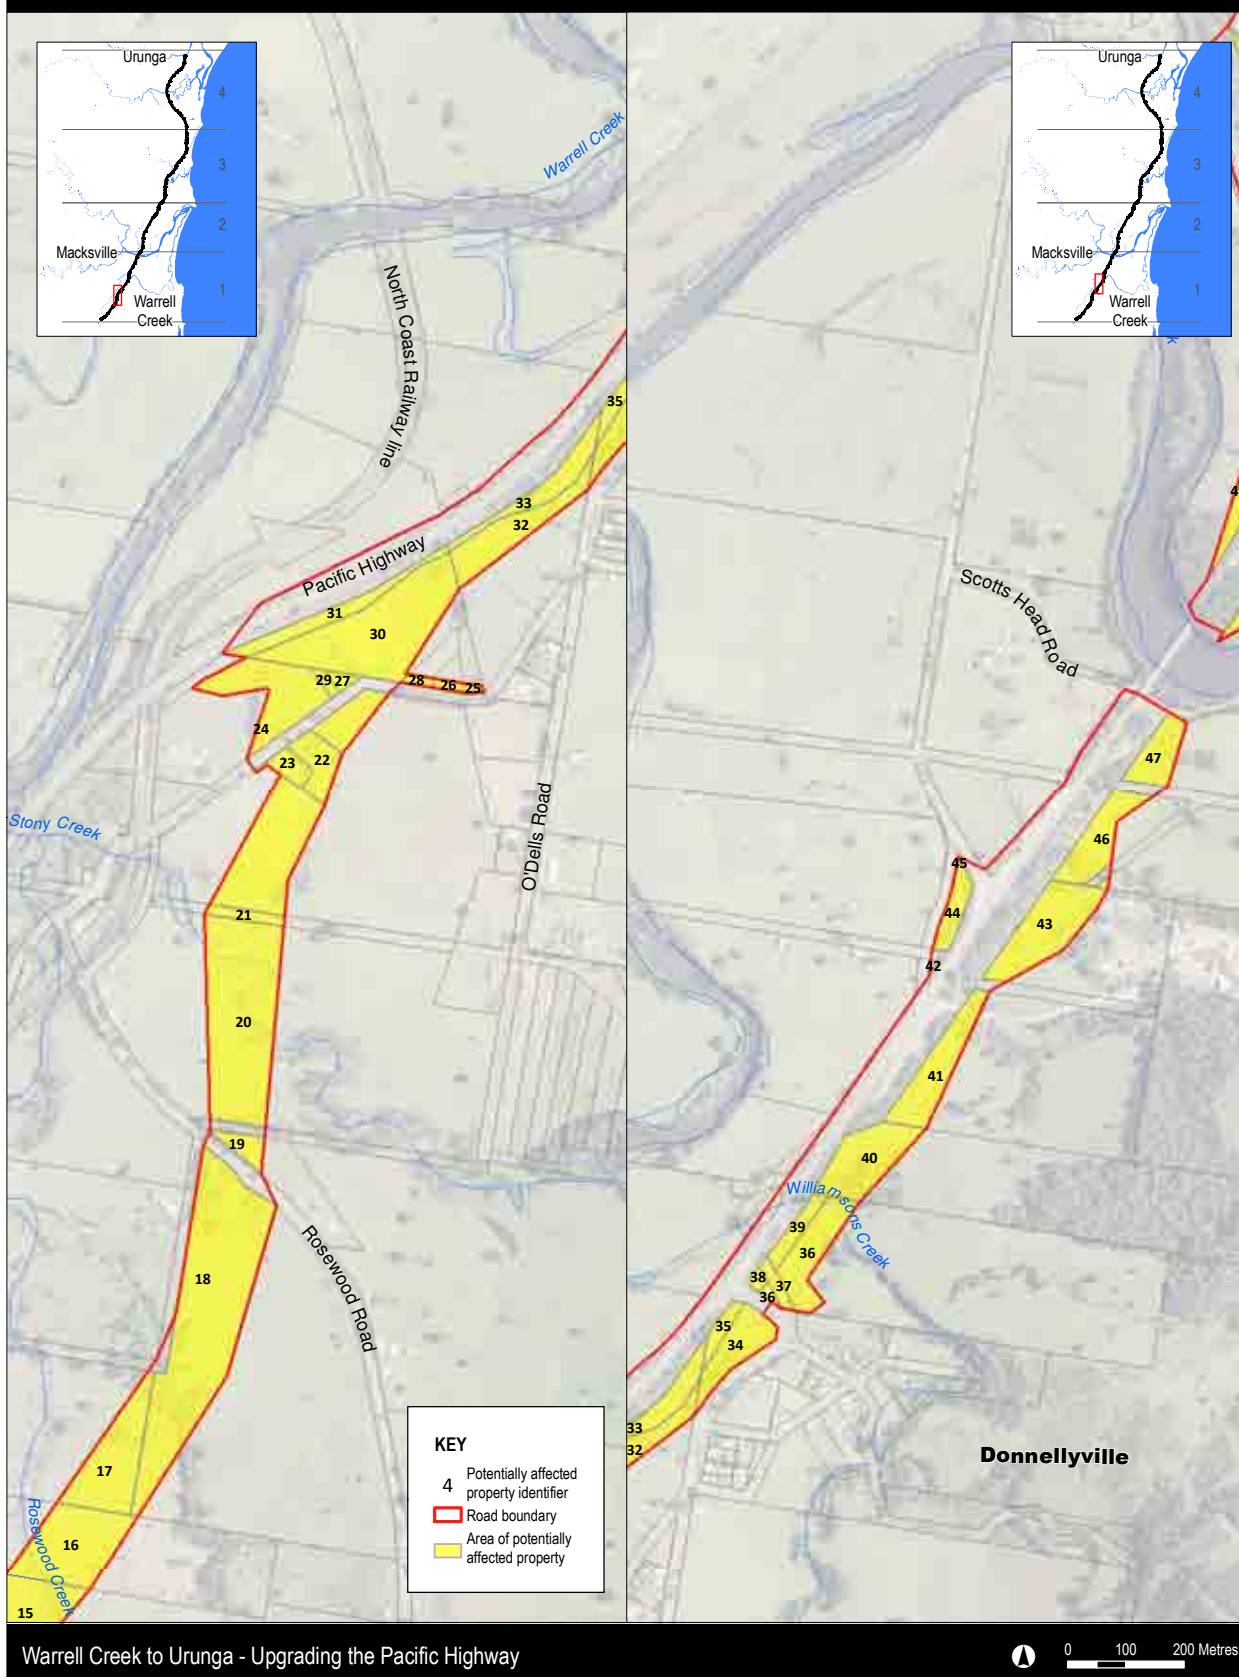 Urunga
4
3
2
Macksville
1
Warrell
Creek
Warrell Creek
North Coast Railway line
35
33
32
Pacific Highway
31
30
29
27
28
26
25
24
23
22
Stony Creek
O'Dells Road
21
20
19
18
Rosewood Road
17
16
15
Rosewood Creek
KEY
4 Potentially affected
property identifier
Road boundary
Area of potentially
affected property
Urunga
4
3
2
Macksville
1
Warrell
Creek
k
4
Scotts Head Road
47
46
45
44
43
42
41
40
Williamsons Creek
39
36
38
37
36
35
34
33
32
Donnellyville
Warrell Creek to Urunga - Upgrading the Pacific Highway
0 100 200 Metres